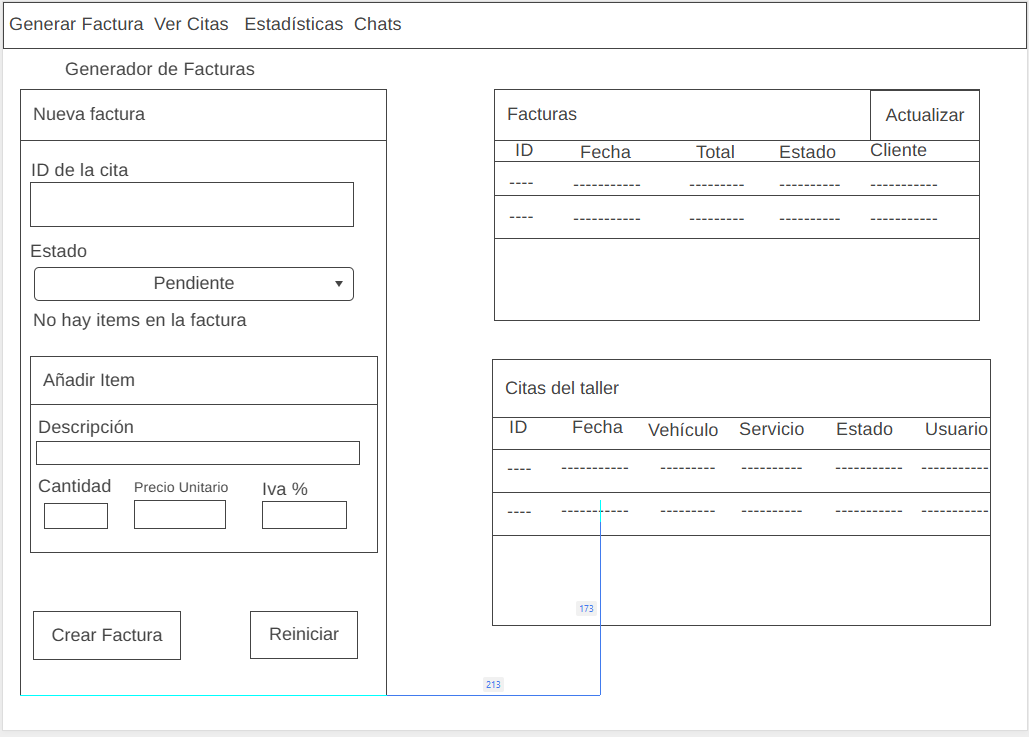 Generar Factura Ver Citas Estadísticas Chats
Generador de Facturas
Nueva factura
ID de la cita
Estado
Pendiente
No hay items en la factura
Añadir Item
Descripción
Cantidad Precio Unitario Iva %
Crear Factura Reiniciar
Facturas Actualizar
ID Fecha Total Estado Cliente
---- ----------- --------- ---------- -----------
---- ----------- --------- ---------- -----------
Citas del taller
ID Fecha Vehículo Servicio Estado Usuario
---- ----------- --------- ---------- ----------- -----------
---- ----------- --------- ---------- ----------- -----------
173
213